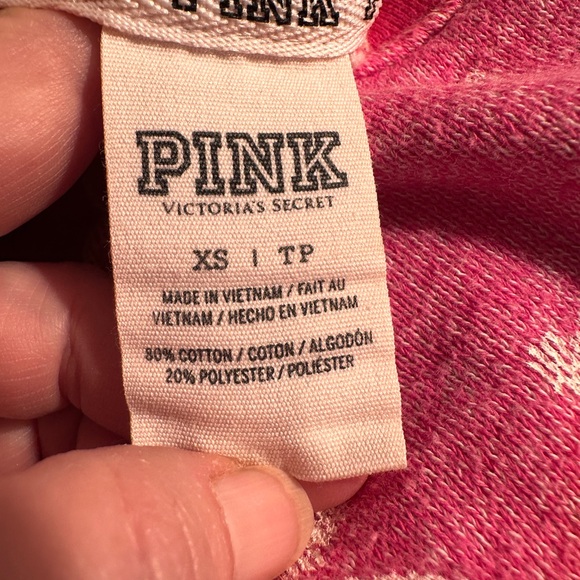 PINK
PINK
VICTORIA'S SECRET
XS | TP
MADE IN VIETNAM / FAIT AU
VIETNAM / HECHO EN VIETNAM
80% COTTON / COTON / ALGODÓN
20% POLYESTER / POLIÉSTER